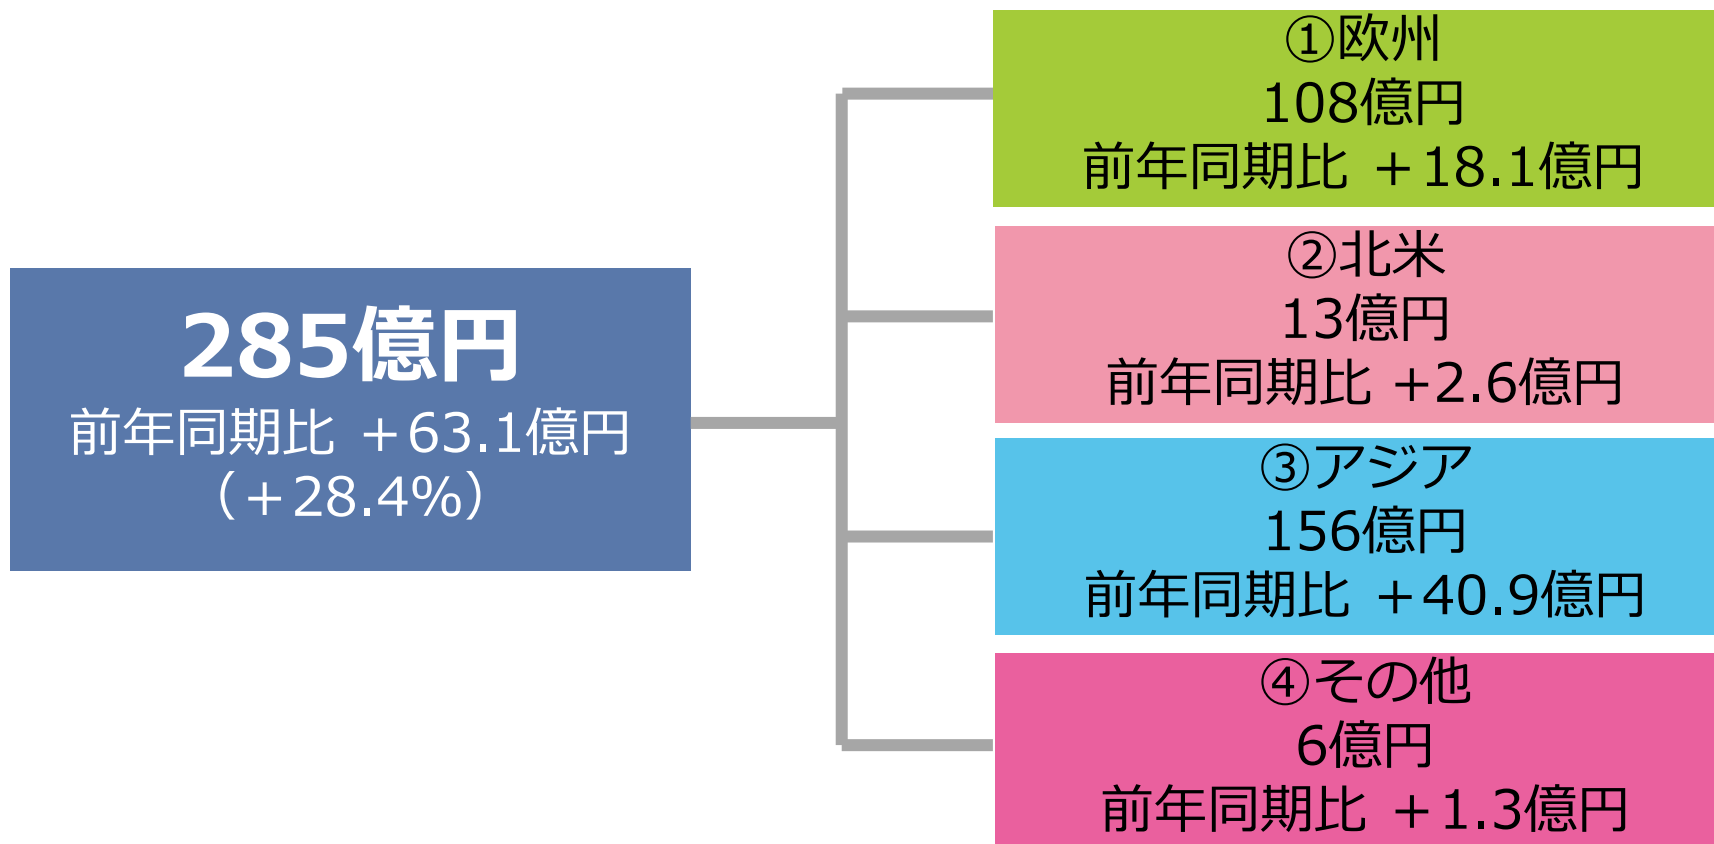 285億円
前年同期比 +63.1億円
（+28.4%）
①欧州
108億円
前年同期比 +18.1億円
②北米
13億円
前年同期比 +2.6億円
③アジア
156億円
前年同期比 +40.9億円
④その他
6億円
前年同期比 +1.3億円